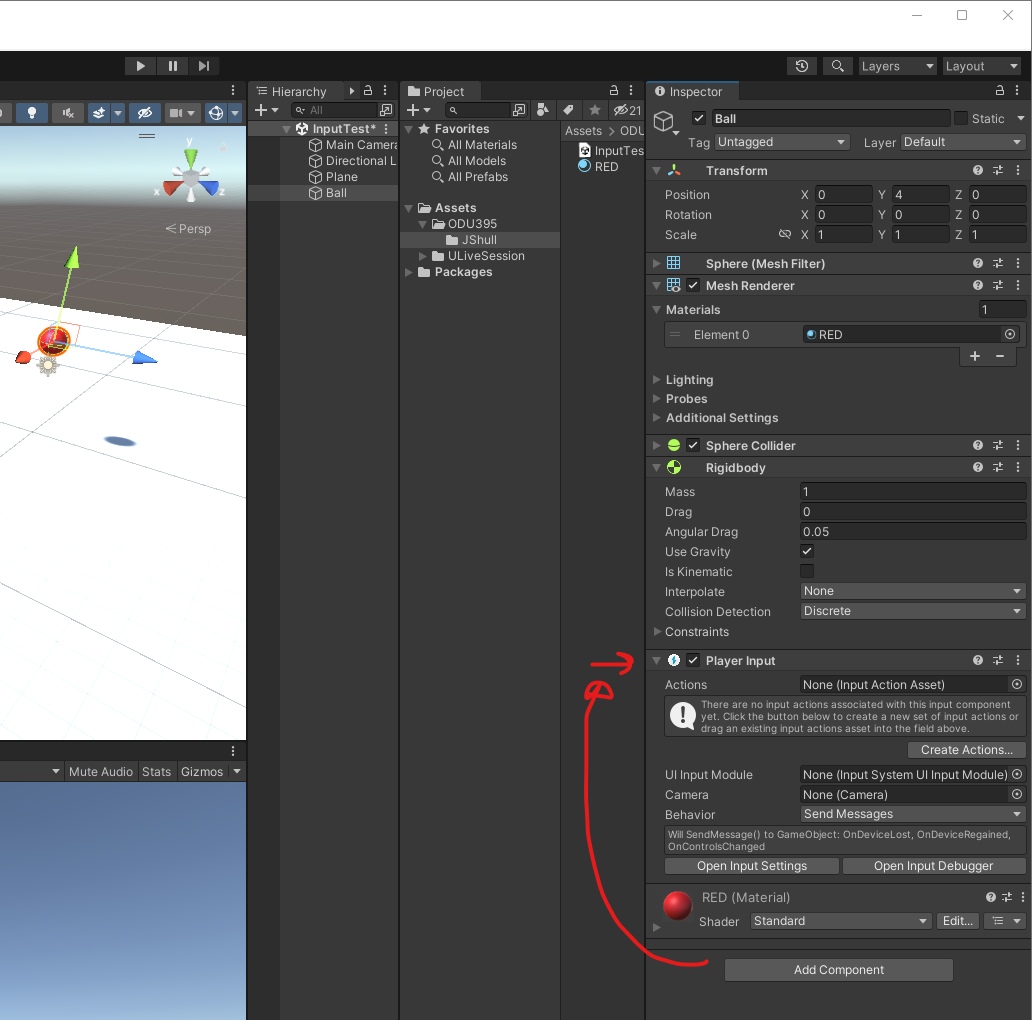 Layers
Layout
Hierarchy
Project
Inspector
All
21
Ball
Static
Tag Untagged
Layer Default
InputTest*
Main Camera
Directional L
Plane
Ball
Favorites
All Materials
All Models
All Prefabs
Assets
ODU395
JShull
ULiveSession
Packages
Assets > ODU
InputTes
RED
y
x
z
< Persp
Transform
Position X 0 Y 4 Z 0
Rotation X 0 Y 0 Z 0
Scale X 1 Y 1 Z 1
Sphere (Mesh Filter)
Mesh Renderer
Materials 1
Element 0 RED
+ −
Lighting
Probes
Additional Settings
Sphere Collider
Rigidbody
Mass 1
Drag 0
Angular Drag 0.05
Use Gravity
Is Kinematic
Interpolate None
Collision Detection Discrete
Constraints
Player Input
Actions None (Input Action Asset)
There are no input actions associated with this input component
yet. Click the button below to create a new set of input actions or
drag an existing input actions asset into the field above.
Create Actions...
UI Input Module None (Input System UI Input Module)
Camera None (Camera)
Behavior Send Messages
Will SendMessage() to GameObject: OnDeviceLost, OnDeviceRegained,
OnControlsChanged
Open Input Settings Open Input Debugger
RED (Material)
Shader Standard Edit...
Add Component
Mute Audio Stats Gizmos